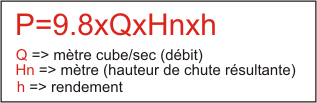 P=9.8xQxHnxh
Q => mètre cube/sec (débit)
Hn => mètre (hauteur de chute résultante)
h => rendement